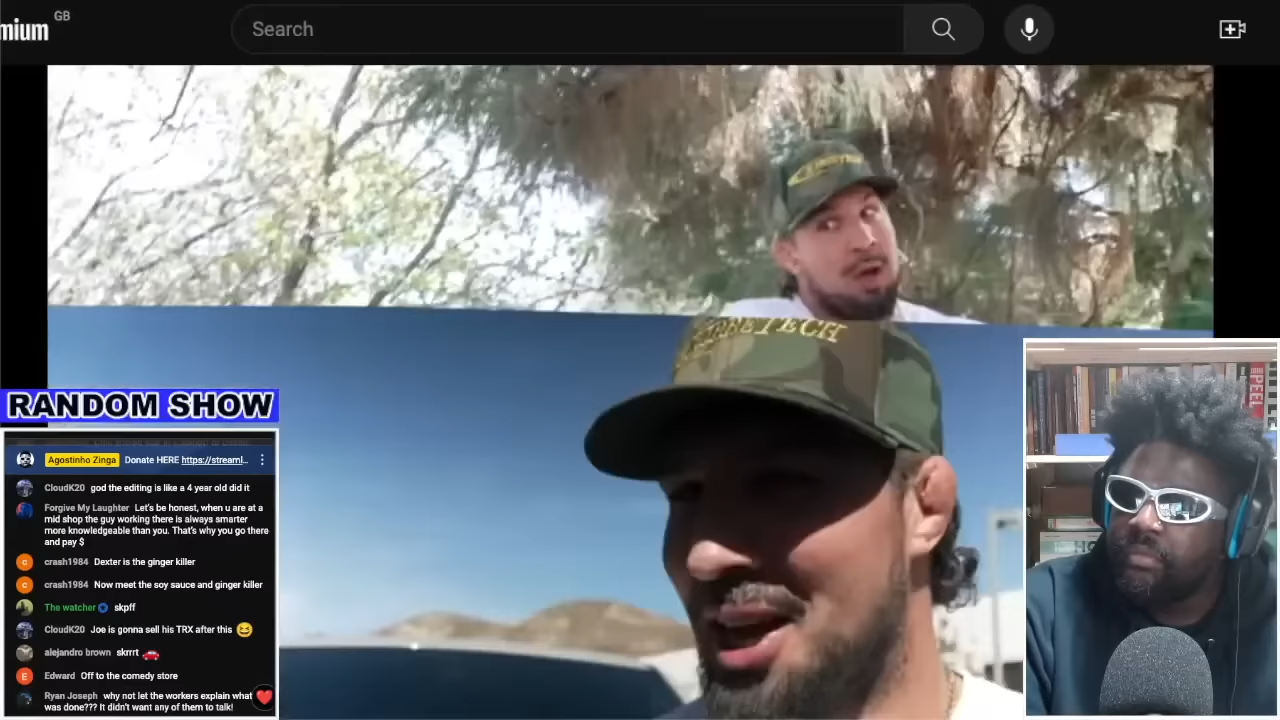 mium GB
Search
RANDOM SHOW
Agostinho Zinga Donate HERE https://streaml...
CloudK20 god the editing is like a 4 year old did it
Forgive My Laughter Let's be honest, when u are at a
mid shop the guy working there is always smarter
more knowledgeable than you. That's why you go there
and pay $
crash1984 Dexter is the ginger killer
crash1984 Now meet the soy sauce and ginger killer
The watcher skpff
CloudK20 Joe is gonna sell his TRX after this 😆
alejandro brown skrrrt 🚗
Edward Off to the comedy store
Ryan Joseph why not let the workers explain what
was done??? It didn't want any of them to talk!
PEEL